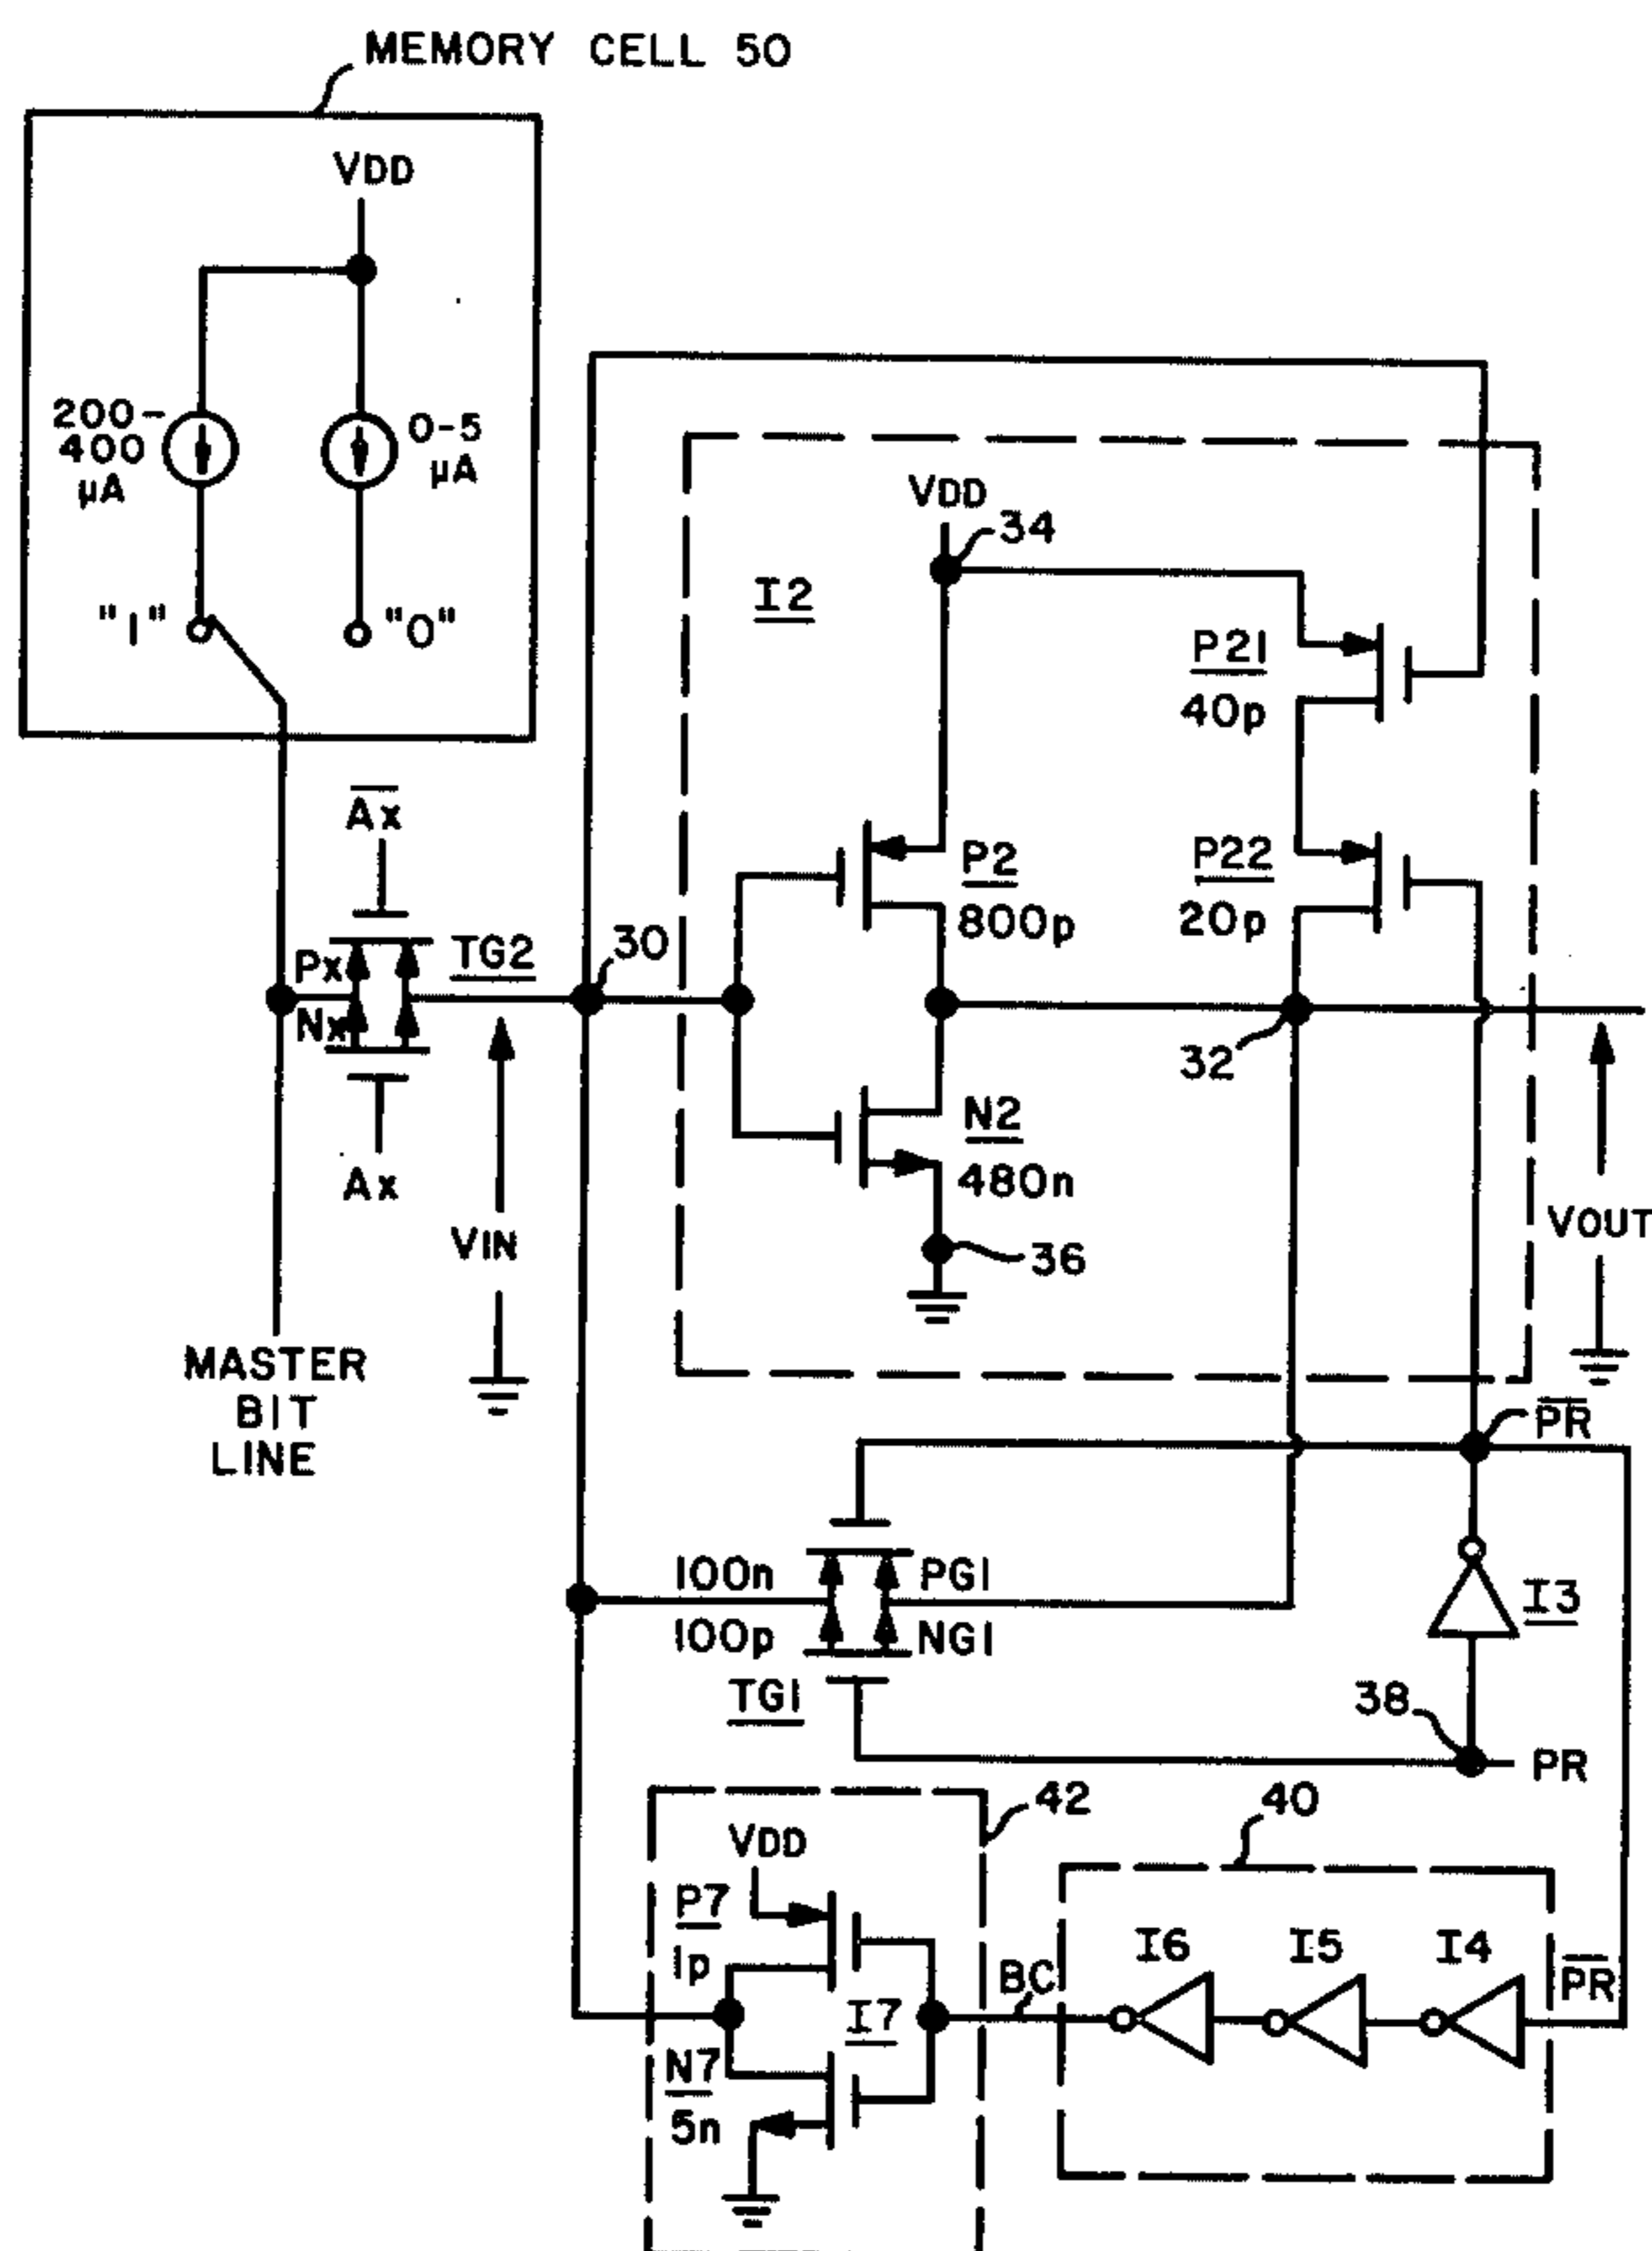 MEMORY CELL 50
VDD
200-
400
μA
0-5
μA
"1"
"0"
VDD
34
I2
P21
40p
Ax
P2
800p
P22
20p
Px
Nx
TG2
30
32
Ax
N2
480n
VIN
36
VOUT
MASTER
BIT
LINE
PR
100n
100p
PG1
NG1
TG1
I3
38
PR
42
40
VDD
P7
1p
I7
BC
I6
I5
I4
PR
N7
5n